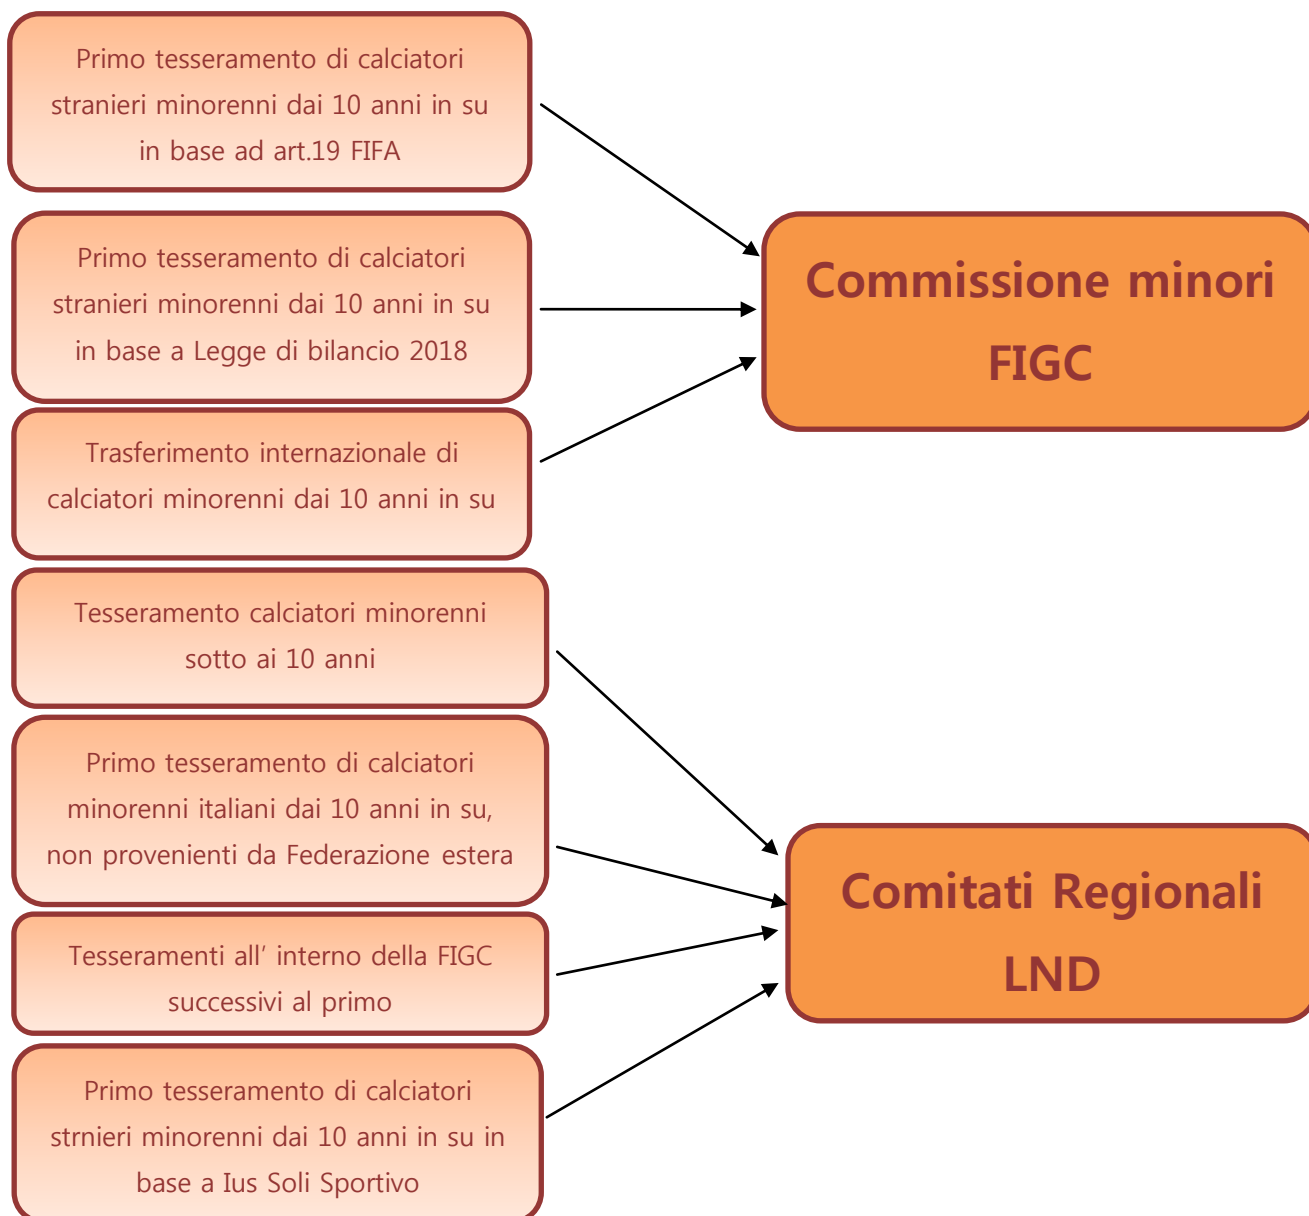 Primo tesseramento di calciatori
stranieri minorenni dai 10 anni in su
in base ad art.19 FIFA
Primo tesseramento di calciatori
stranieri minorenni dai 10 anni in su
in base a Legge di bilancio 2018
Trasferimento internazionale di
calciatori minorenni dai 10 anni in su
Commissione minori
FIGC
Tesseramento calciatori minorenni
sotto ai 10 anni
Primo tesseramento di calciatori
minorenni italiani dai 10 anni in su,
non provenienti da Federazione estera
Tesseramenti all’ interno della FIGC
successivi al primo
Primo tesseramento di calciatori
strnieri minorenni dai 10 anni in su in
base a Ius Soli Sportivo
Comitati Regionali
LND